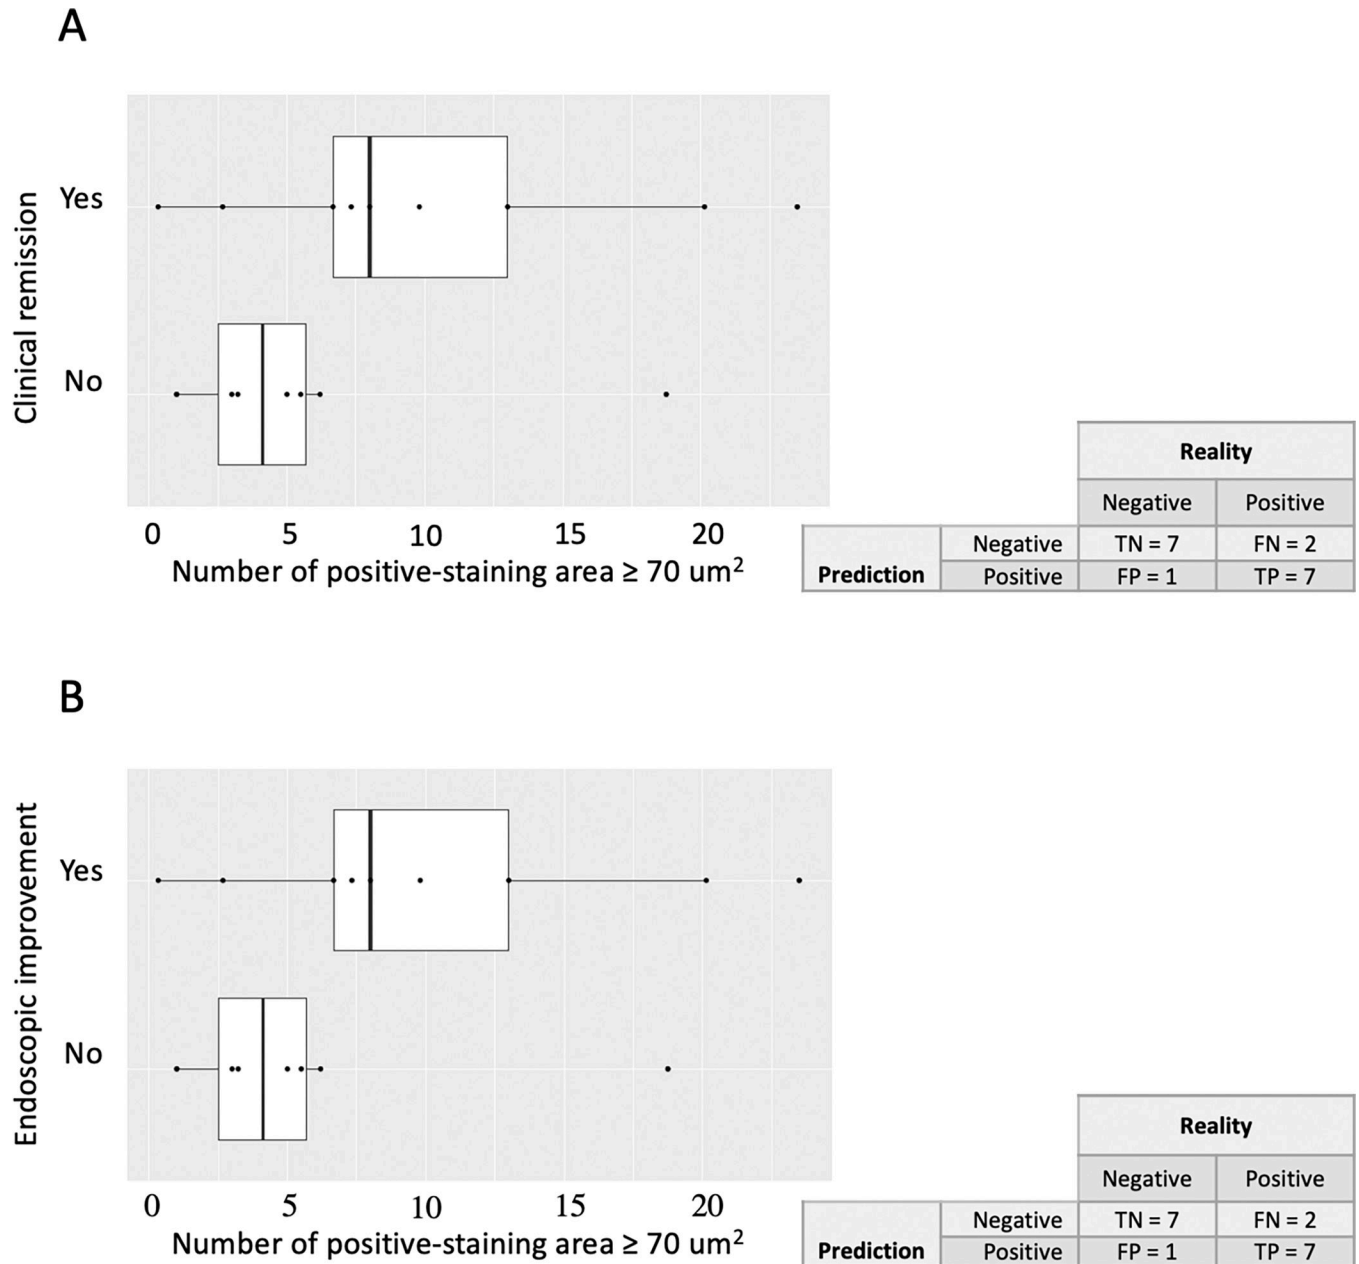 A
Clinical remission
Yes
No
0 5 10 15 20
Number of positive-staining area ≥ 70 um²
Reality
Negative Positive
Prediction Negative TN = 7 FN = 2
Positive FP = 1 TP = 7
B
Endoscopic improvement
Yes
No
0 5 10 15 20
Number of positive-staining area ≥ 70 um²
Reality
Negative Positive
Prediction Negative TN = 7 FN = 2
Positive FP = 1 TP = 7